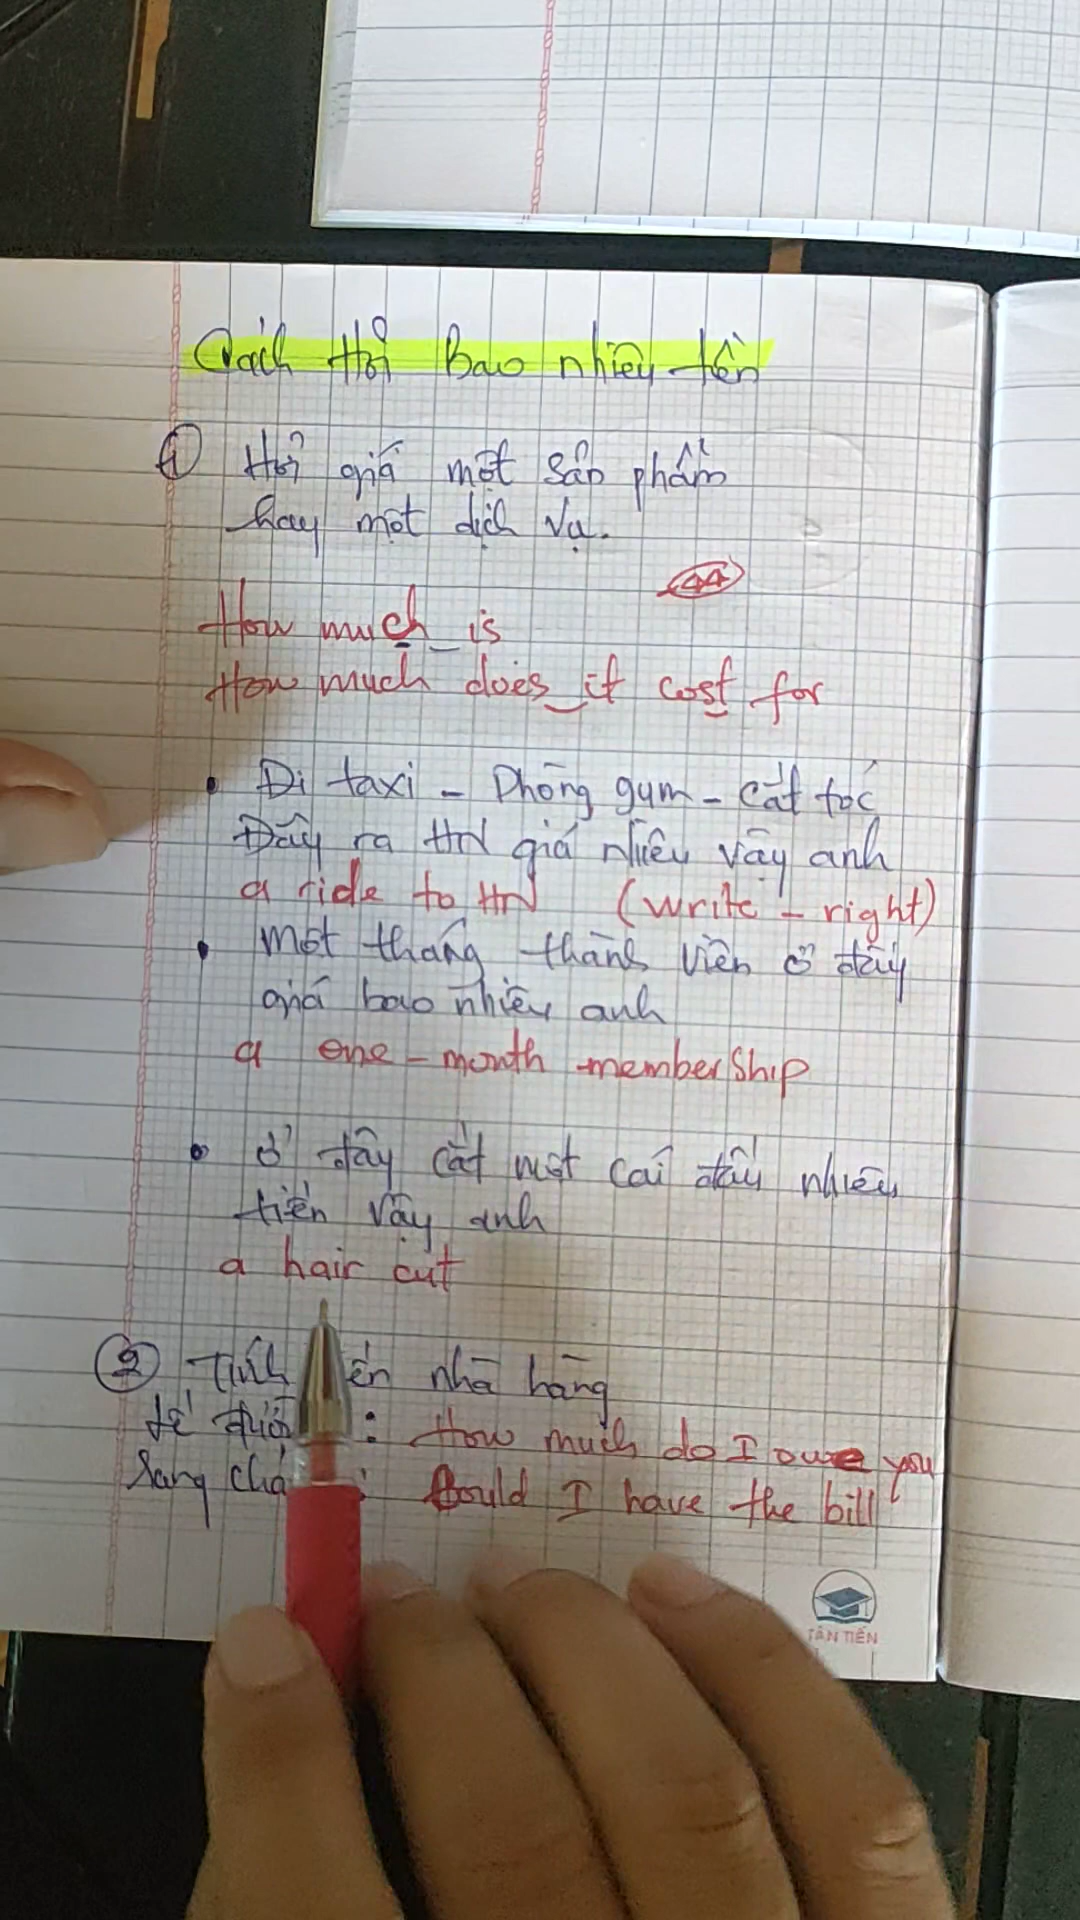 Cách Hỏi Bao nhiêu tiền
① Hỏi giá một sản phẩm
hay một dịch vụ.
44
How much is
How much does it cost for
• Đi taxi - Phòng gym - cắt tóc
Đây ra HN giá nhiêu vậy anh
a ride to HN (write - right)
• một tháng thành viên ở đây
giá bao nhiêu anh
a one-month membership
• ở đây cắt một cái đầu nhiêu
tiền vậy anh
a hair cut
② Tính nhà hàng
: How much do I owe you
Sang : Could I have the bill
TÂN TIẾN